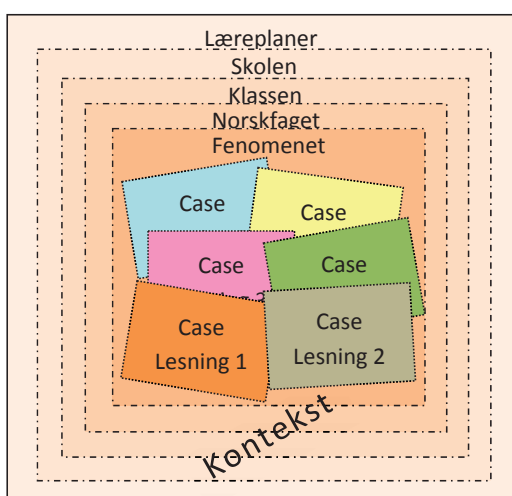 Læreplaner
Skolen
Klassen
Norskfaget
Fenomenet
Case
Case
Case
Case
Case
Lesning 1
Case
Lesning 2
Kontekst